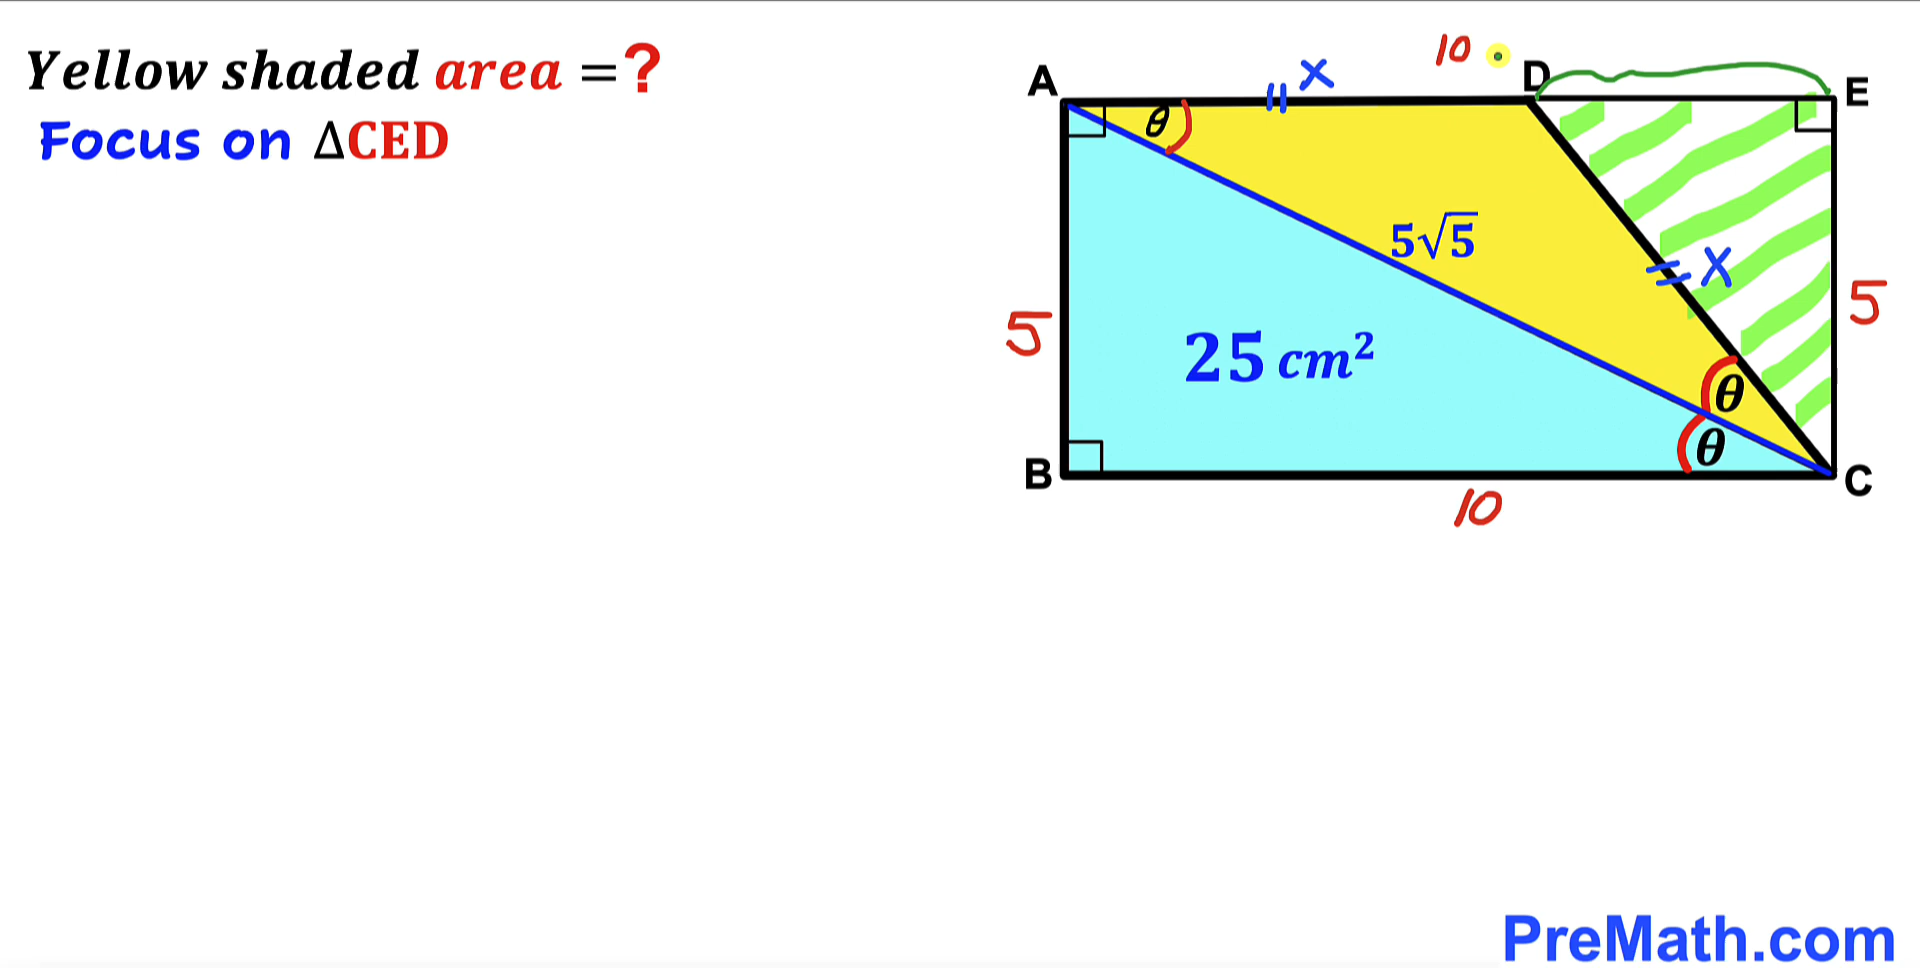 Yellow shaded area = ?
Focus on ΔCED
10
A
x
D
E
θ
5√5
x
5
5
25 cm²
θ
θ
B
C
10
PreMath.com